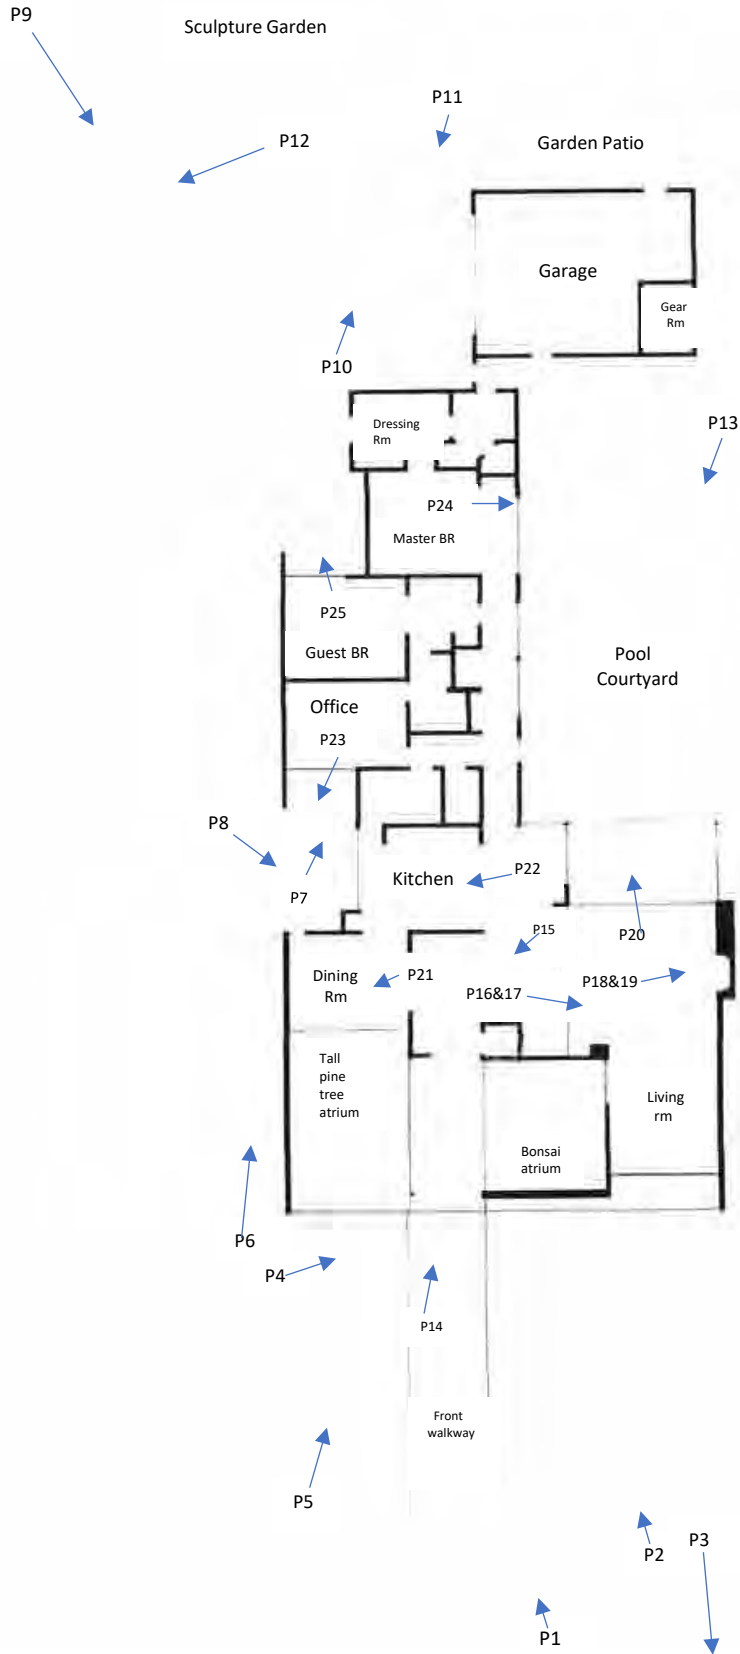 P9
Sculpture Garden
P11
P12
Garden Patio
Garage
Gear
Rm
P10
Dressing
Rm
P13
P24
Master BR
P25
Guest BR
Pool
Courtyard
Office
P23
P8
P7
Kitchen
P22
P15
P20
Dining
Rm
P21
P16&17
P18&19
Tall
pine
tree
atrium
Living
rm
Bonsai
atrium
P6
P4
P14
Front
walkway
P5
P2
P3
P1